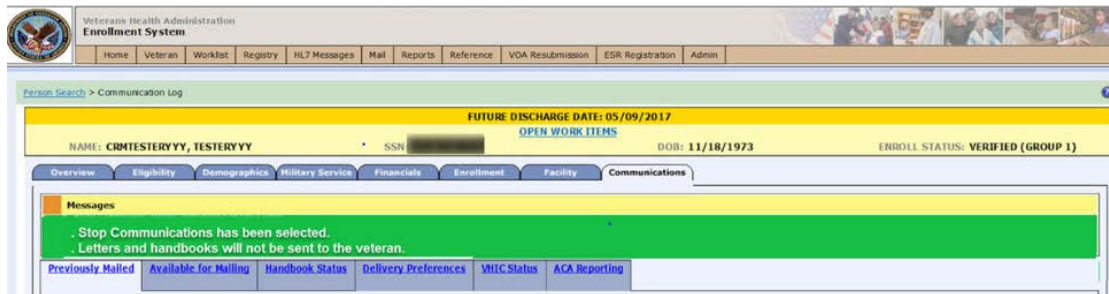 Veterans Health Administration
Enrollment System
Home Veteran Worklist Registry HL7 Messages Mail Reports Reference VOA Resubmission ESR Registration Admin
Person Search > Communication Log
FUTURE DISCHARGE DATE: 05/09/2017
OPEN WORK ITEMS
NAME: CRMTESTERYYY, TESTERYYY SSN: DOB: 11/18/1973 ENROLL STATUS: VERIFIED (GROUP 1)
Overview Eligibility Demographics Military Service Financials Enrollment Facility Communications
Messages
. Stop Communications has been selected.
. Letters and handbooks will not be sent to the veteran.
Previously Mailed Available for Mailing Handbook Status Delivery Preferences VHIC Status ACA Reporting